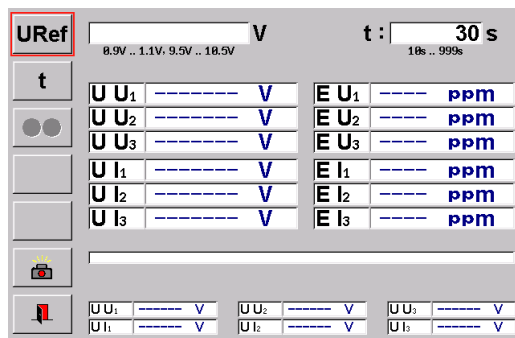 URef V t : 30 s
0.9V .. 1.1V, 9.5V .. 10.5V 10s .. 999s
t
U U1 ------- V E U1 ---- ppm
U U2 ------- V E U2 ---- ppm
U U3 ------- V E U3 ---- ppm
U I1 ------- V E I1 ---- ppm
U I2 ------- V E I2 ---- ppm
U I3 ------- V E I3 ---- ppm
U U1 ------ V U U2 ------ V U U3 ------ V
U I1 ------ V U I2 ------ V U I3 ------ V